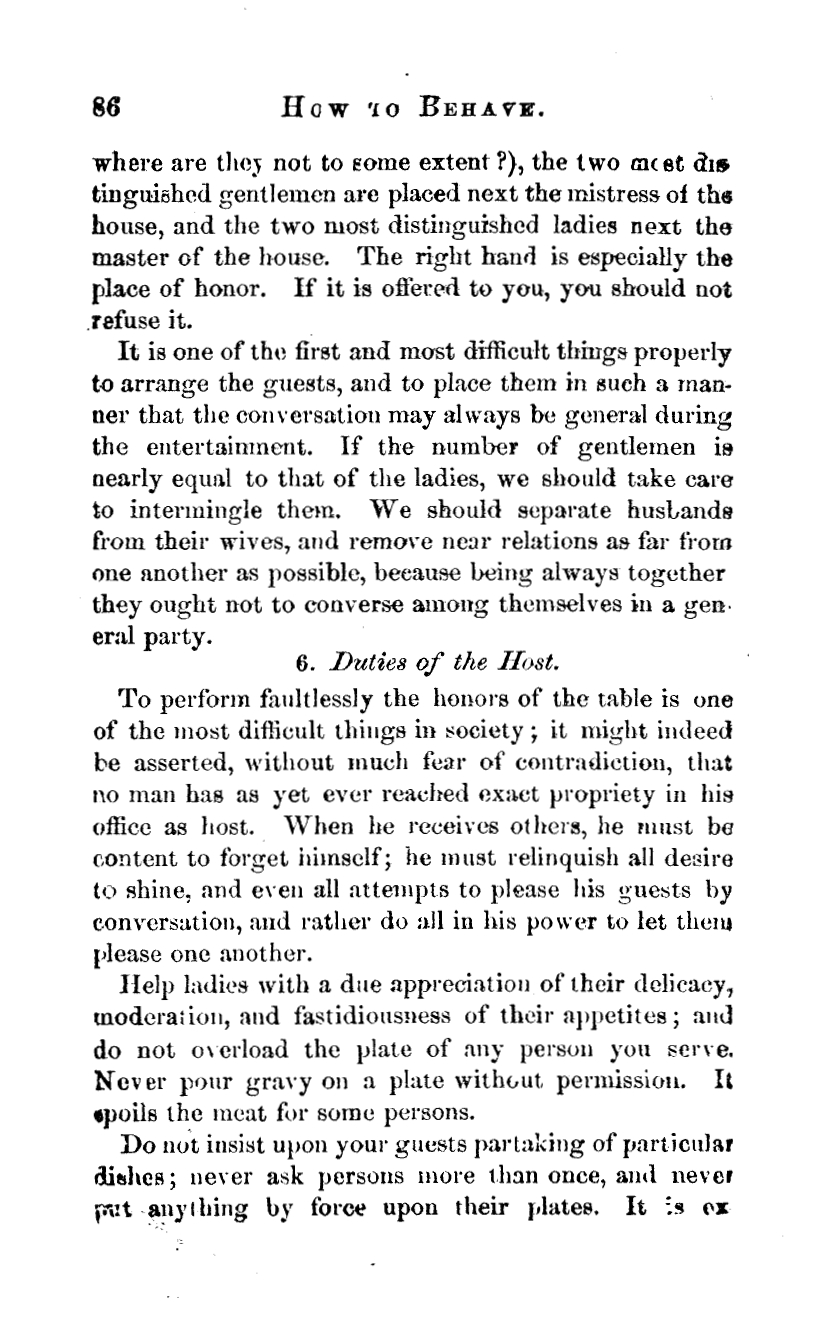 86 How to Behave.
where are they not to some extent ?), the two most dis
tinguished gentlemen are placed next the mistress of the
house, and the two most distinguished ladies next the
master of the house. The right hand is especially the
place of honor. If it is offered to you, you should not
refuse it.
It is one of the first and most difficult things properly
to arrange the guests, and to place them in such a man-
ner that the conversation may always be general during
the entertainment. If the number of gentlemen is
nearly equal to that of the ladies, we should take care
to intermingle them. We should separate husbands
from their wives, and remove near relations as far from
one another as possible, because being always together
they ought not to converse among themselves in a gen-
eral party.
6. Duties of the Host.
To perform faultlessly the honors of the table is one
of the most difficult things in society ; it might indeed
be asserted, without much fear of contradiction, that
no man has as yet ever reached exact propriety in his
office as host. When he receives others, he must be
content to forget himself; he must relinquish all desire
to shine, and even all attempts to please his guests by
conversation, and rather do all in his power to let them
please one another.
Help ladies with a due appreciation of their delicacy,
moderation, and fastidiousness of their appetites ; and
do not overload the plate of any person you serve.
Never pour gravy on a plate without permission. It
spoils the meat for some persons.
Do not insist upon your guests partaking of particular
dishes ; never ask persons more than once, and never
put anything by force upon their plates. It is ex